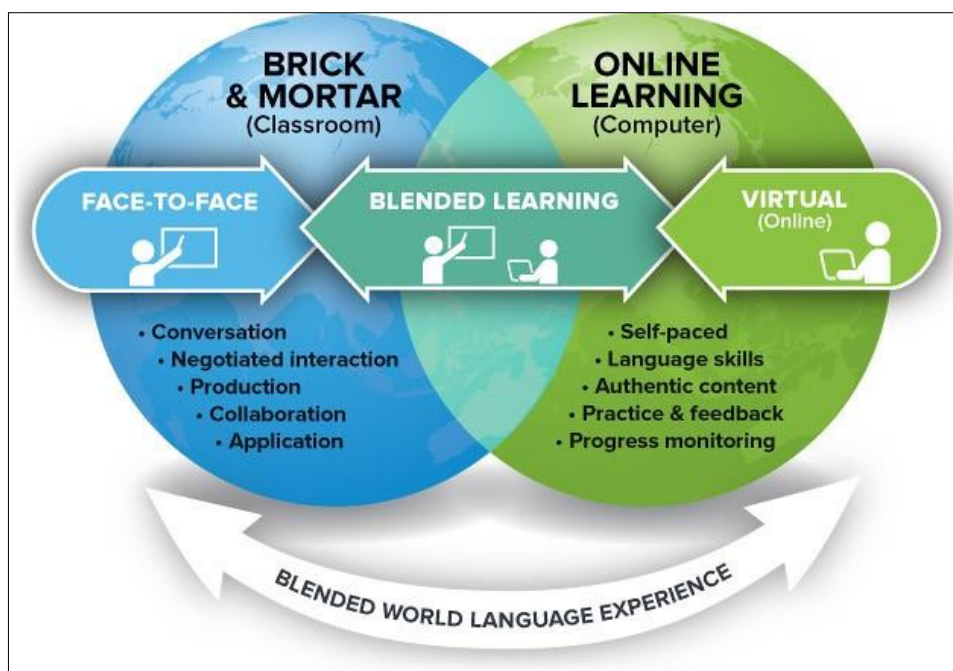 BRICK
& MORTAR
(Classroom)
ONLINE
LEARNING
(Computer)
FACE-TO-FACE
BLENDED LEARNING
VIRTUAL
(Online)
• Conversation
• Negotiated interaction
• Production
• Collaboration
• Application
• Self-paced
• Language skills
• Authentic content
• Practice & feedback
• Progress monitoring
BLENDED WORLD LANGUAGE EXPERIENCE